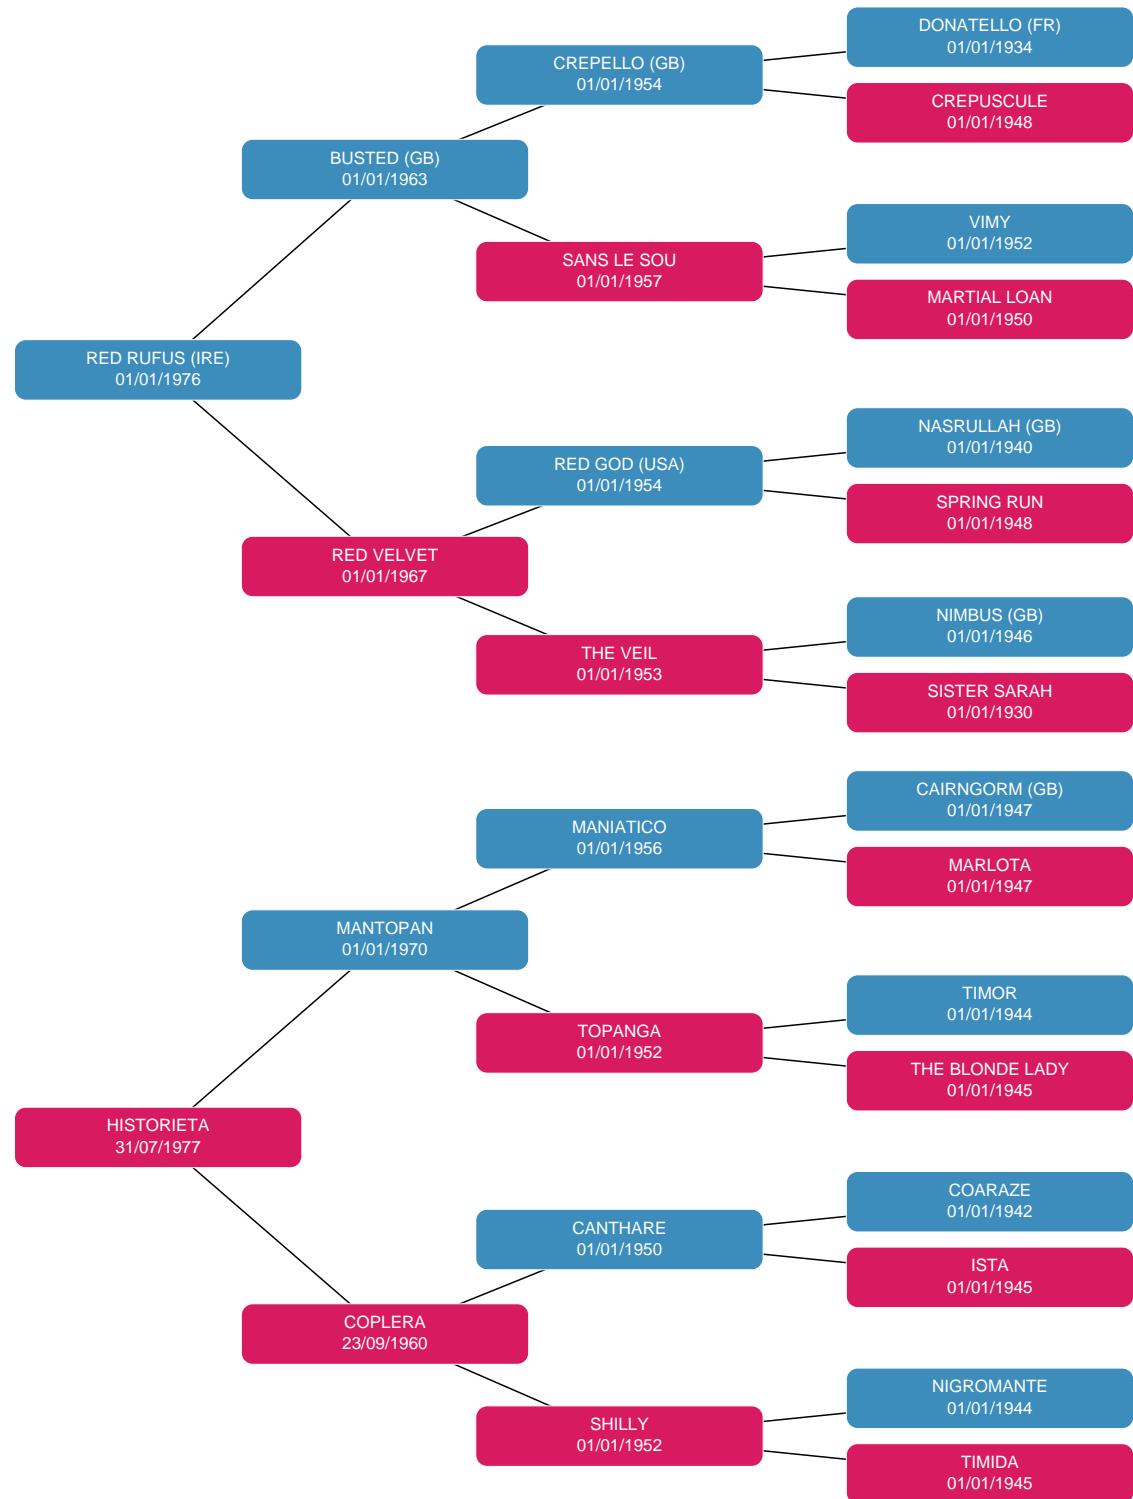 DONATELLO (FR)
01/01/1934
CREPELLO (GB)
01/01/1954
CREPUSCULE
01/01/1948
BUSTED (GB)
01/01/1963
VIMY
01/01/1952
SANS LE SOU
01/01/1957
MARTIAL LOAN
01/01/1950
RED RUFUS (IRE)
01/01/1976
NASRULLAH (GB)
01/01/1940
RED GOD (USA)
01/01/1954
SPRING RUN
01/01/1948
RED VELVET
01/01/1967
NIMBUS (GB)
01/01/1946
THE VEIL
01/01/1953
SISTER SARAH
01/01/1930
CAIRNGORM (GB)
01/01/1947
MANIATICO
01/01/1956
MARLOTA
01/01/1947
MANTOPAN
01/01/1970
TIMOR
01/01/1944
TOPANGA
01/01/1952
THE BLONDE LADY
01/01/1945
HISTORIETA
31/07/1977
COARAZE
01/01/1942
CANTHARE
01/01/1950
ISTA
01/01/1945
COPLERA
23/09/1960
NIGROMANTE
01/01/1944
SHILLY
01/01/1952
TIMIDA
01/01/1945